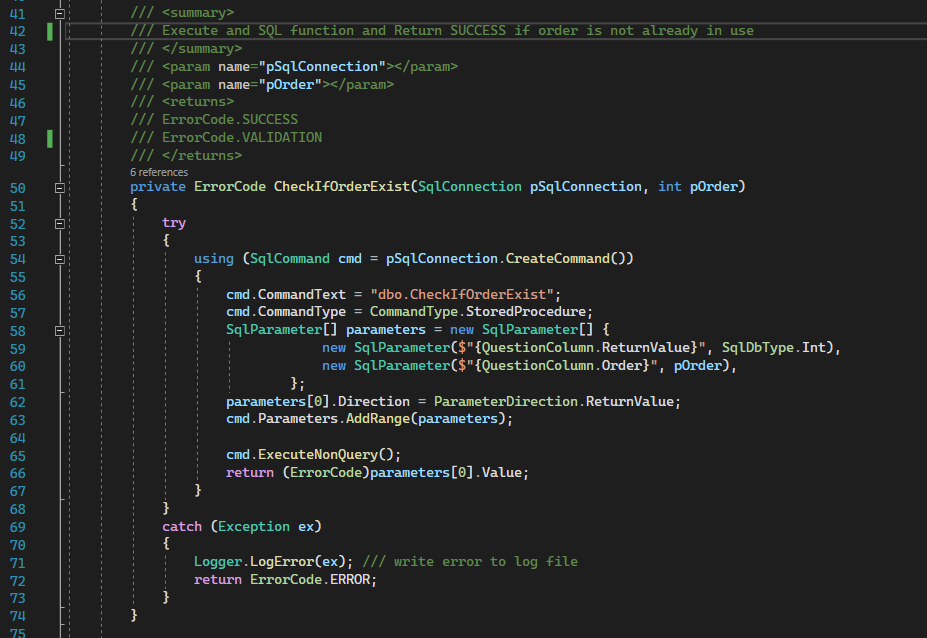 41 /// <summary>
42 /// Execute and SQL function and Return SUCCESS if order is not already in use
43 /// </summary>
44 /// <param name="pSqlConnection"></param>
45 /// <param name="pOrder"></param>
46 /// <returns>
47 /// ErrorCode.SUCCESS
48 /// ErrorCode.VALIDATION
49 /// </returns>
6 references
50 private ErrorCode CheckIfOrderExist(SqlConnection pSqlConnection, int pOrder)
51 {
52 try
53 {
54 using (SqlCommand cmd = pSqlConnection.CreateCommand())
55 {
56 cmd.CommandText = "dbo.CheckIfOrderExist";
57 cmd.CommandType = CommandType.StoredProcedure;
58 SqlParameter[] parameters = new SqlParameter[] {
59 new SqlParameter($"{QuestionColumn.ReturnValue}", SqlDbType.Int),
60 new SqlParameter($"{QuestionColumn.Order}", pOrder),
61 };
62 parameters[0].Direction = ParameterDirection.ReturnValue;
63 cmd.Parameters.AddRange(parameters);
64
65 cmd.ExecuteNonQuery();
66 return (ErrorCode)parameters[0].Value;
67 }
68 }
69 catch (Exception ex)
70 {
71 Logger.LogError(ex); /// write error to log file
72 return ErrorCode.ERROR;
73 }
74 }
75